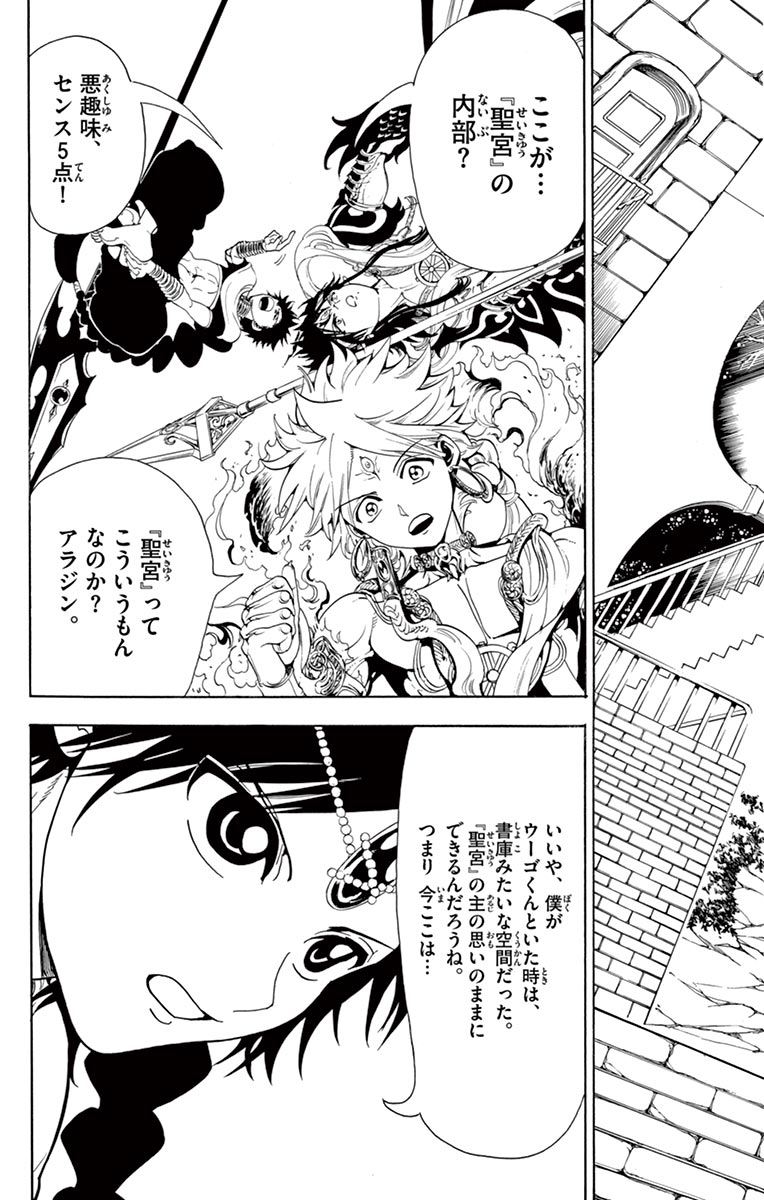 ここが…
『聖宮』の
内部？
悪趣味、
センス５点！
『聖宮』って
こういうもん
なのか？
アラジン。
いいや、僕が
ウーゴくんといた時は、
書庫みたいな空間だった。
『聖宮』の主の思いのままに
できるんだろうね。
つまり 今ここは…